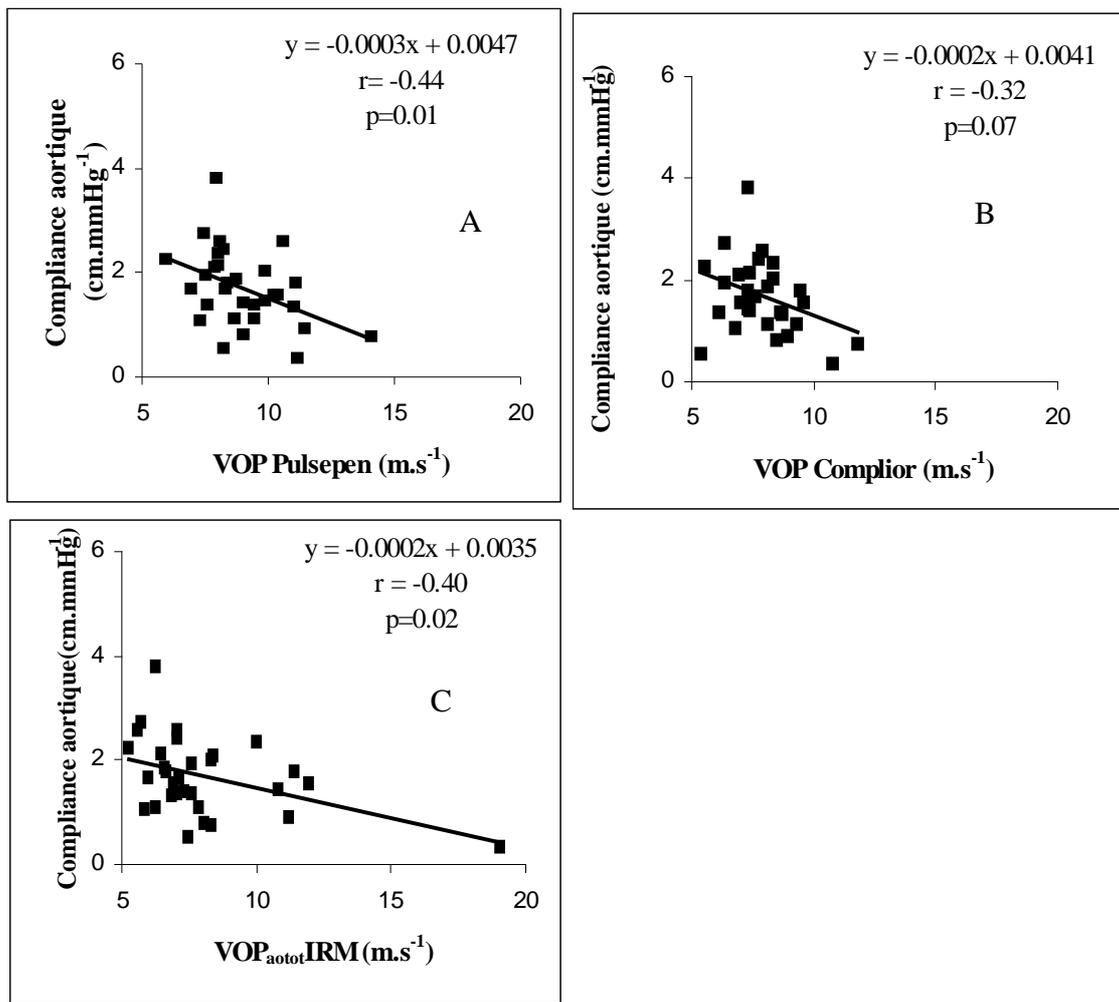 y = -0.0003x + 0.0047
r= -0.44
p=0.01
Compliance aortique
(cm.mmHg-1)
6
4
2
0
A
5
10
15
20
VOP Pulsepen (m.s-1)
y = -0.0002x + 0.0041
r = -0.32
p=0.07
Compliance aortique (cm.mmHg-1)
6
4
2
0
B
5
10
15
20
VOP Complior (m.s-1)
y = -0.0002x + 0.0035
r = -0.40
p=0.02
Compliance aortique(cm.mmHg-1)
6
4
2
0
C
5
10
15
20
VOPaototIRM (m.s-1)